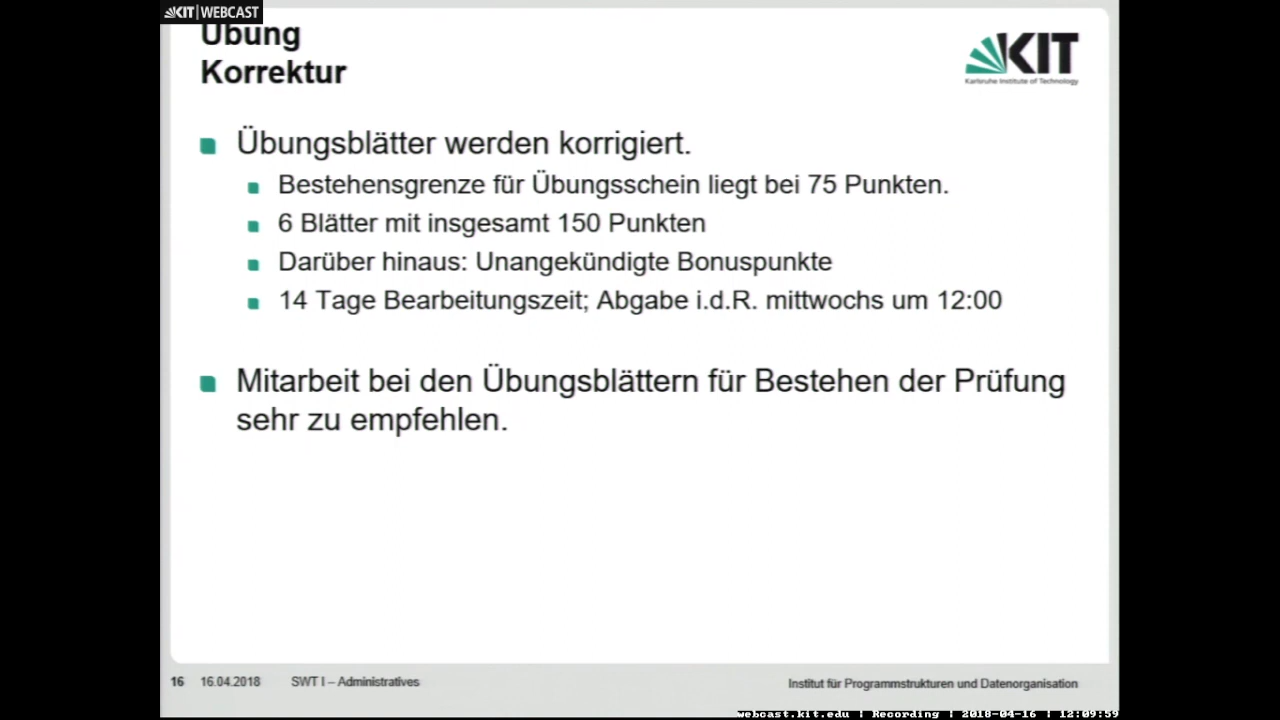 KIT WEBCAST
Übung
Korrektur
KIT
Karlsruhe Institute of Technology
Übungsblätter werden korrigiert.
Bestehensgrenze für Übungsschein liegt bei 75 Punkten.
6 Blätter mit insgesamt 150 Punkten
Darüber hinaus: Unangekündigte Bonuspunkte
14 Tage Bearbeitungszeit; Abgabe i.d.R. mittwochs um 12:00
Mitarbeit bei den Übungsblättern für Bestehen der Prüfung
sehr zu empfehlen.
16 16.04.2018 SWT I – Administratives
Institut für Programmstrukturen und Datenorganisation
webcast.kit.edu | Recording | 2018-04-16 | 12:09:59